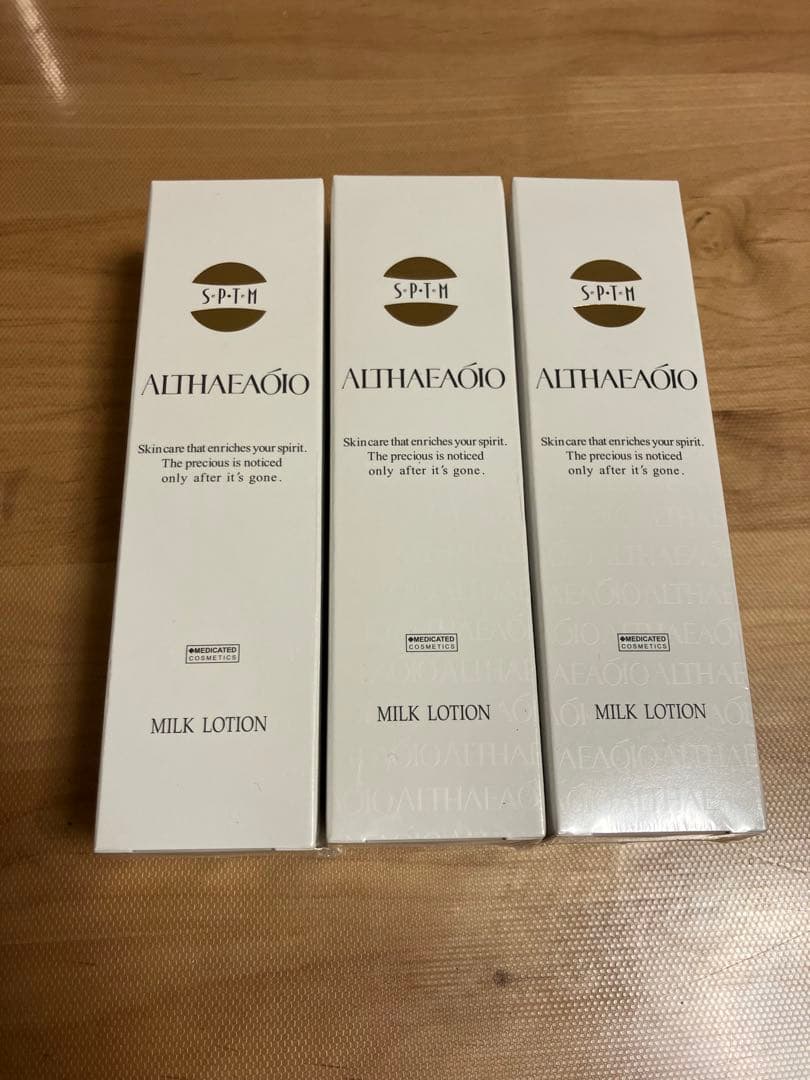 S•P•T•M
ALTHAEAÓIO
Skin care that enriches your spirit.
The precious is noticed
only after it's gone.
MEDICATED
COSMETICS
MILK LOTION
S•P•T•M
ALTHAEAÓIO
Skin care that enriches your spirit.
The precious is noticed
only after it's gone.
MEDICATED
COSMETICS
MILK LOTION
S•P•T•M
ALTHAEAÓIO
Skin care that enriches your spirit.
The precious is noticed
only after it's gone.
MEDICATED
COSMETICS
MILK LOTION